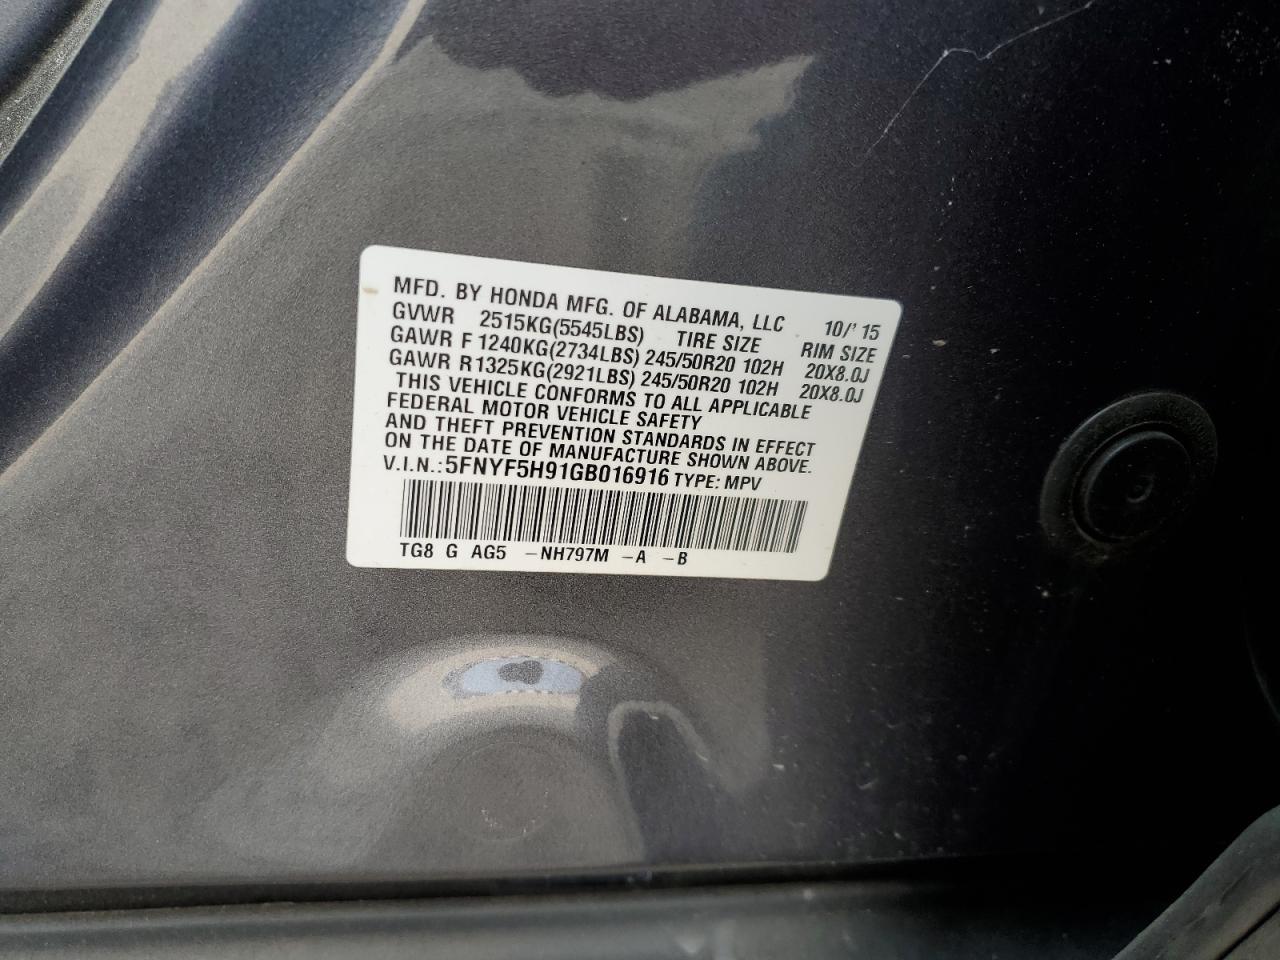 MFD. BY HONDA MFG. OF ALABAMA, LLC 10/'15
GVWR 2515KG(5545LBS) TIRE SIZE RIM SIZE
GAWR F 1240KG(2734LBS) 245/50R20 102H 20X8.0J
GAWR R 1325KG(2921LBS) 245/50R20 102H 20X8.0J
THIS VEHICLE CONFORMS TO ALL APPLICABLE
FEDERAL MOTOR VEHICLE SAFETY
AND THEFT PREVENTION STANDARDS IN EFFECT
ON THE DATE OF MANUFACTURE SHOWN ABOVE.
V.I.N.: 5FNYF5H91GB016916 TYPE: MPV
TG8 G AG5 -NH797M -A -B